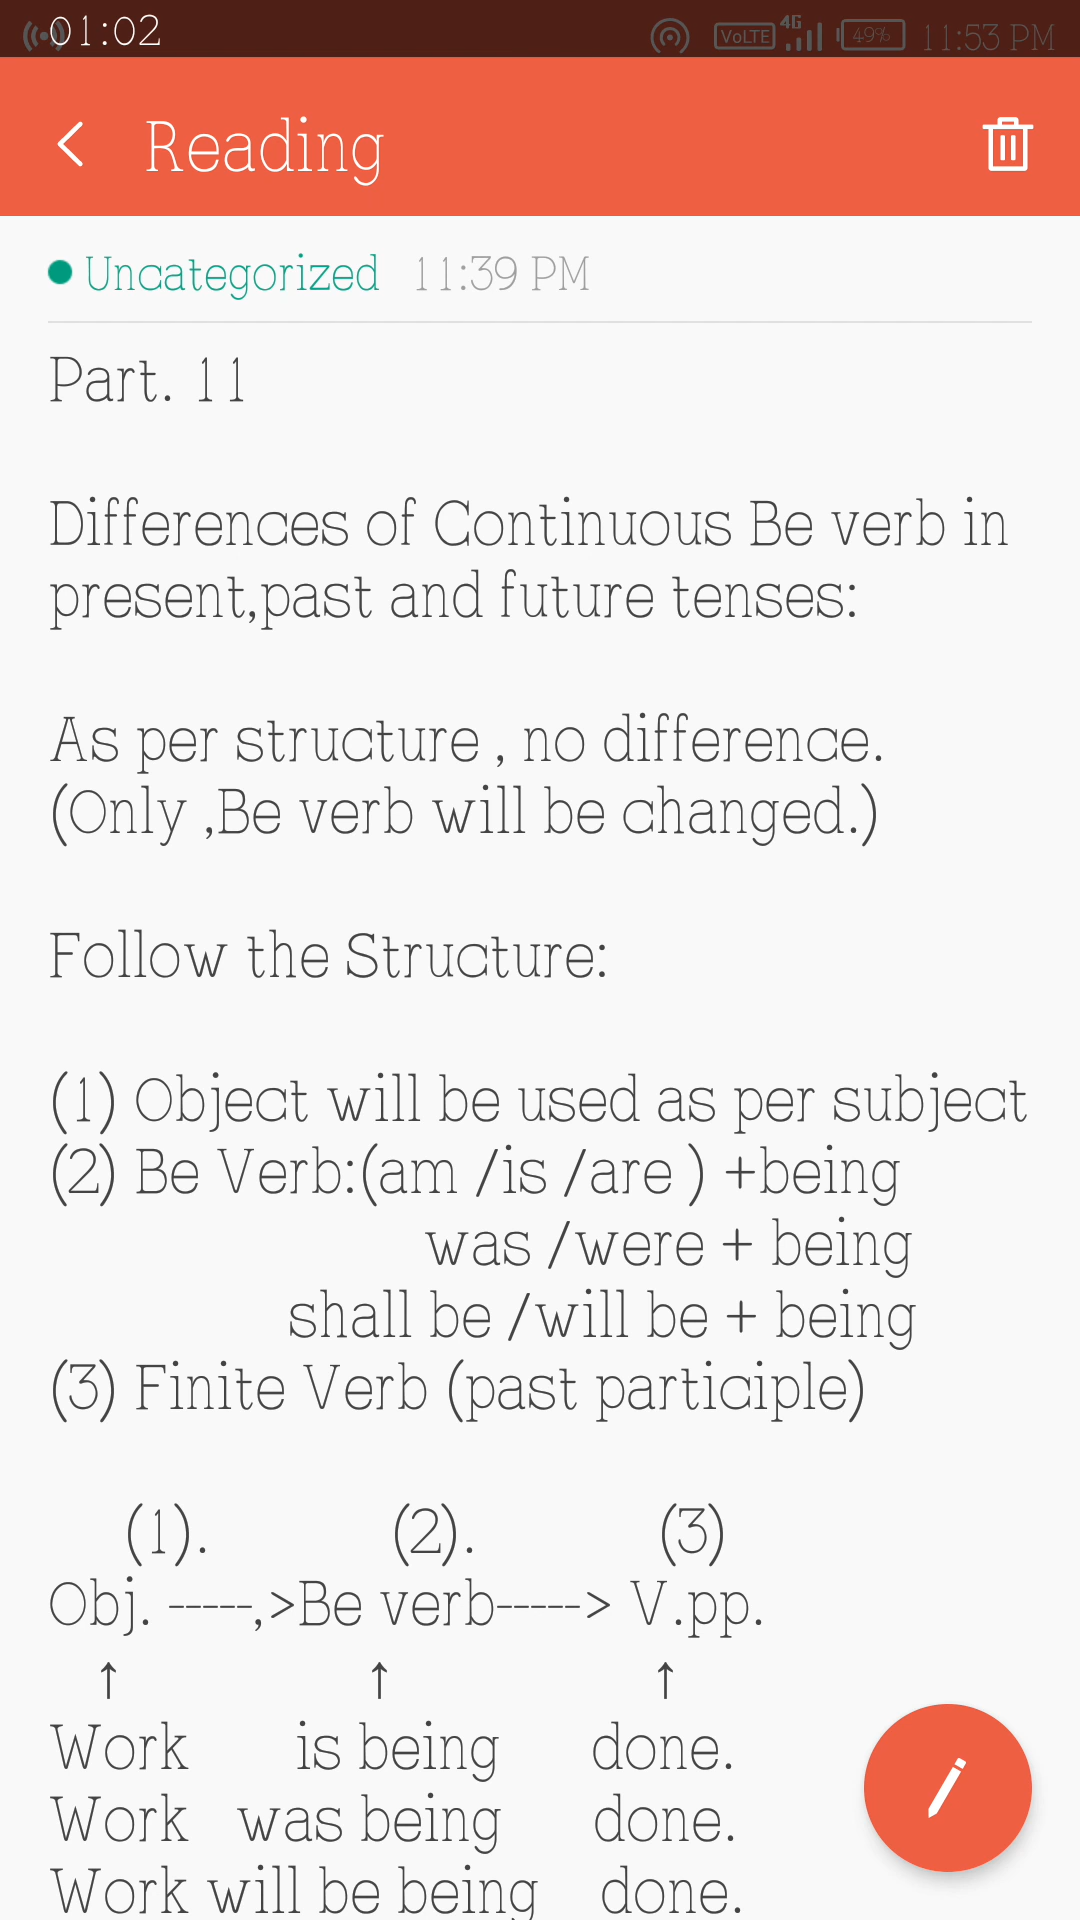 01:02 VoLTE 4G 49% 11:53 PM
Reading
Uncategorized 11:39 PM
Part. 11
Differences of Continuous Be verb in
present,past and future tenses:
As per structure , no difference.
(Only ,Be verb will be changed.)
Follow the Structure:
(1) Object will be used as per subject
(2) Be Verb:(am /is /are ) +being
was /were + being
shall be /will be + being
(3) Finite Verb (past participle)
(1). (2). (3)
Obj. -----,>Be verb-----> V.pp.
↑ ↑ ↑
Work is being done.
Work was being done.
Work will be being done.